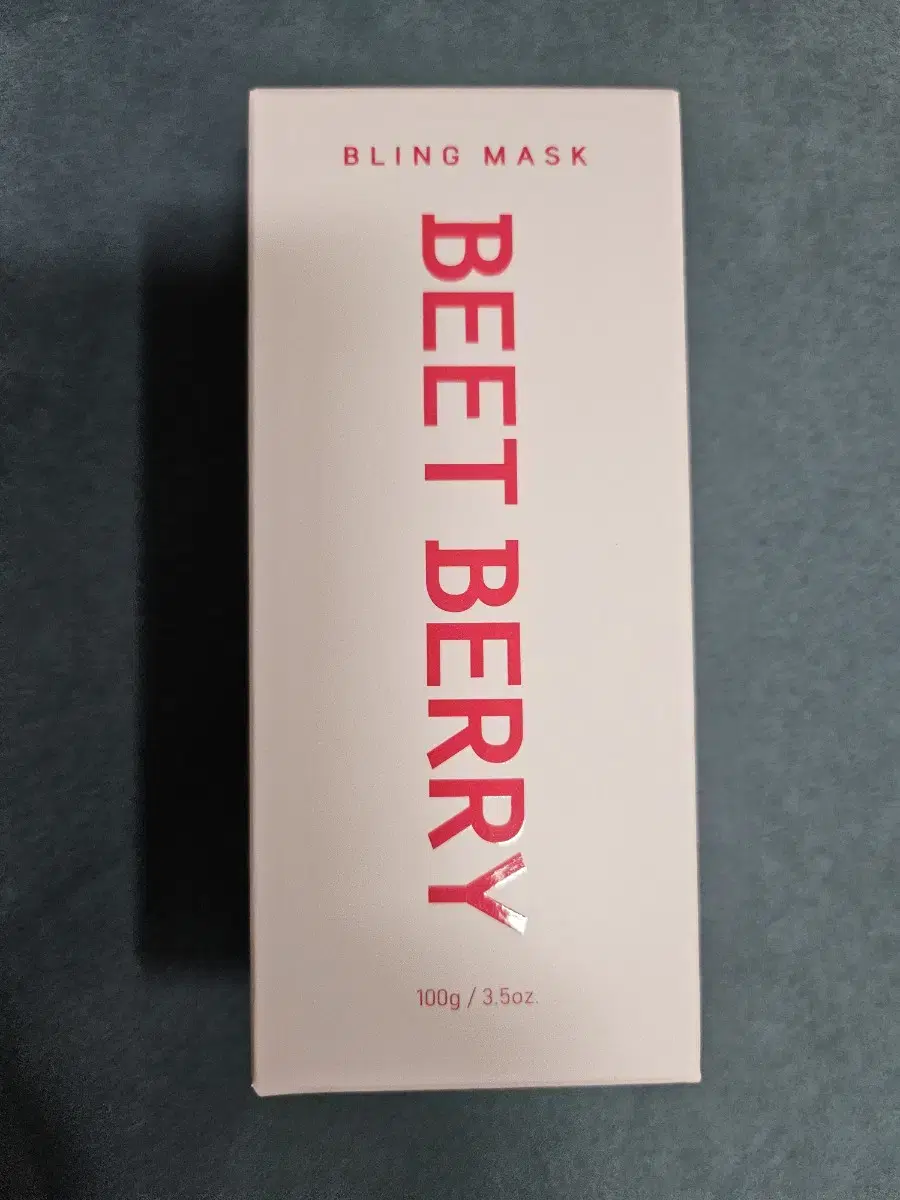 BLING MASK
BEET BERRY
100g / 3.5oz.